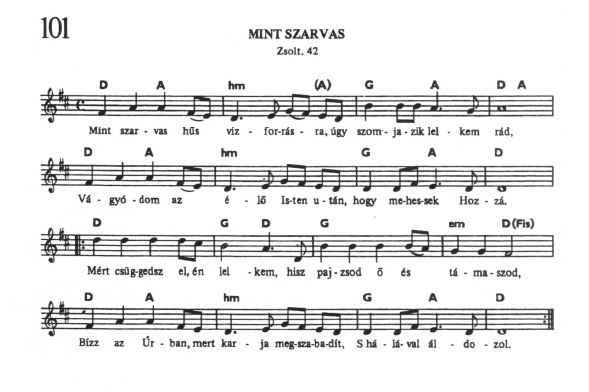 101
MINT SZARVAS
Zsolt. 42
D A hm (A) G A D A
Mint szar - vas hűs víz - for-rás - ra, úgy szom - ja - zik lel - kem rád,
D A hm G A D
Vá - gyó - dom az é - lő Is-ten u - tán, hogy me-hes-sek Hoz - zá.
D G D G em D(Fis)
Mért csüg-gedsz el, én lel - kem, hisz paj-zsod ő és tá - ma - szod,
D A hm G A D
Bízz az Úr - ban, mert kar - ja meg-sza-ba-dít, S há - lá-val ál - do - zol.